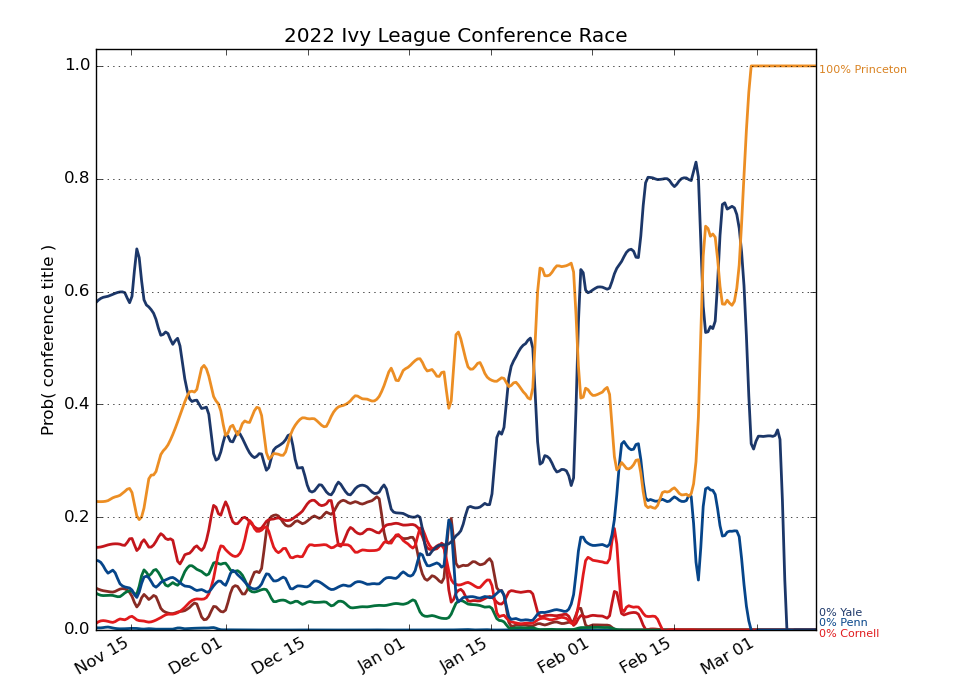 2022 Ivy League Conference Race
1.0
0.8
0.6
0.4
0.2
0.0
Prob( conference title )
100% Princeton
0% Yale
0% Penn
0% Cornell
Nov 15
Dec 01
Dec 15
Jan 01
Jan 15
Feb 01
Feb 15
Mar 01